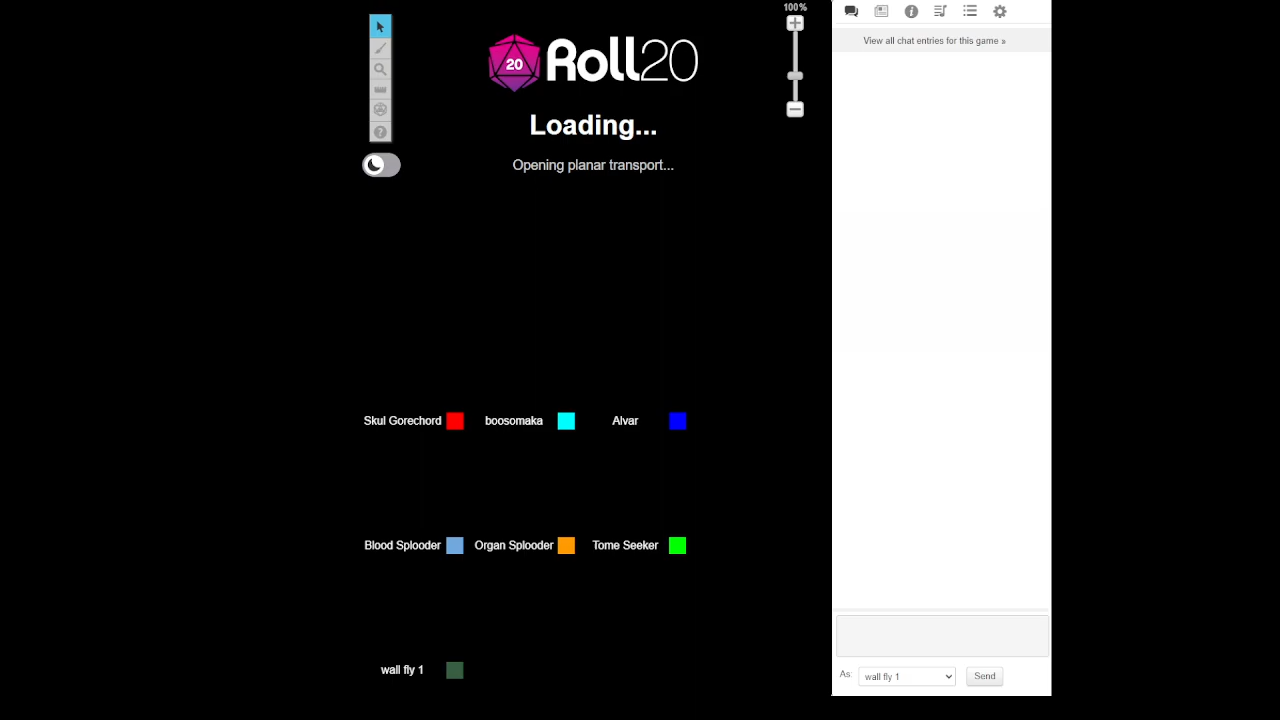 100%
20
Roll20
View all chat entries for this game »
Loading...
Opening planar transport...
Skul Gorechord
boosomaka
Alvar
Blood Splooder
Organ Splooder
Tome Seeker
wall fly 1
As:
wall fly 1
Send